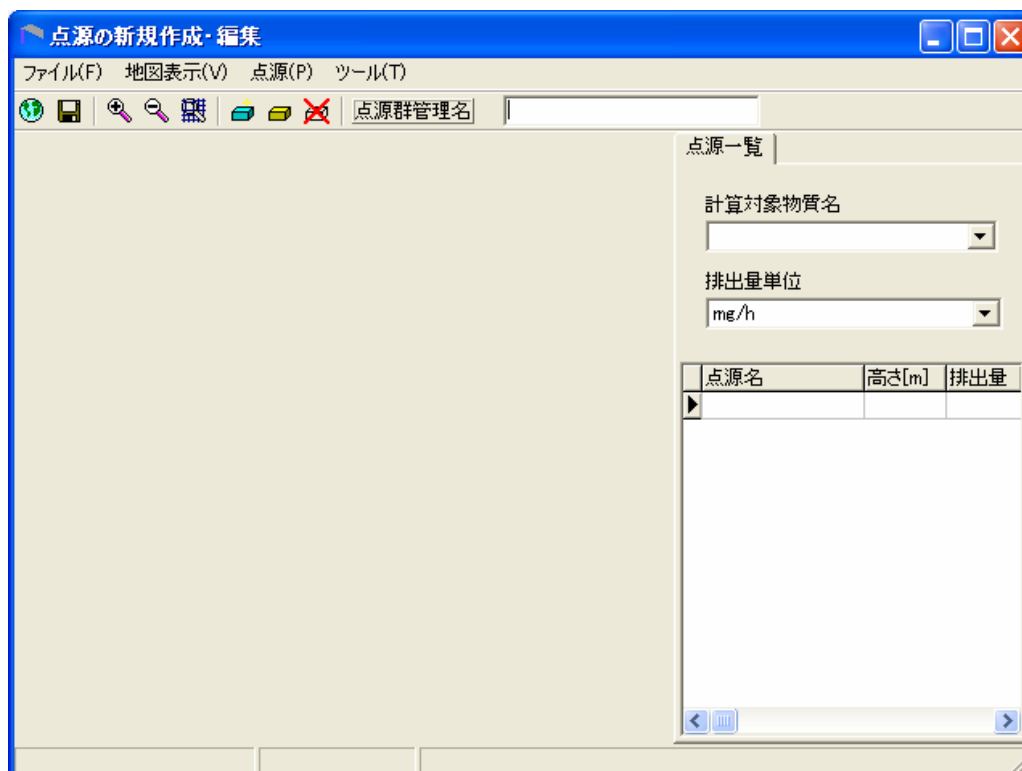 点源の新規作成・編集
ファイル(F) 地図表示(V) 点源(P) ツール(T)
点源群管理名
点源一覧
計算対象物質名
排出量単位
mg/h
点源名 高さ[m] 排出量